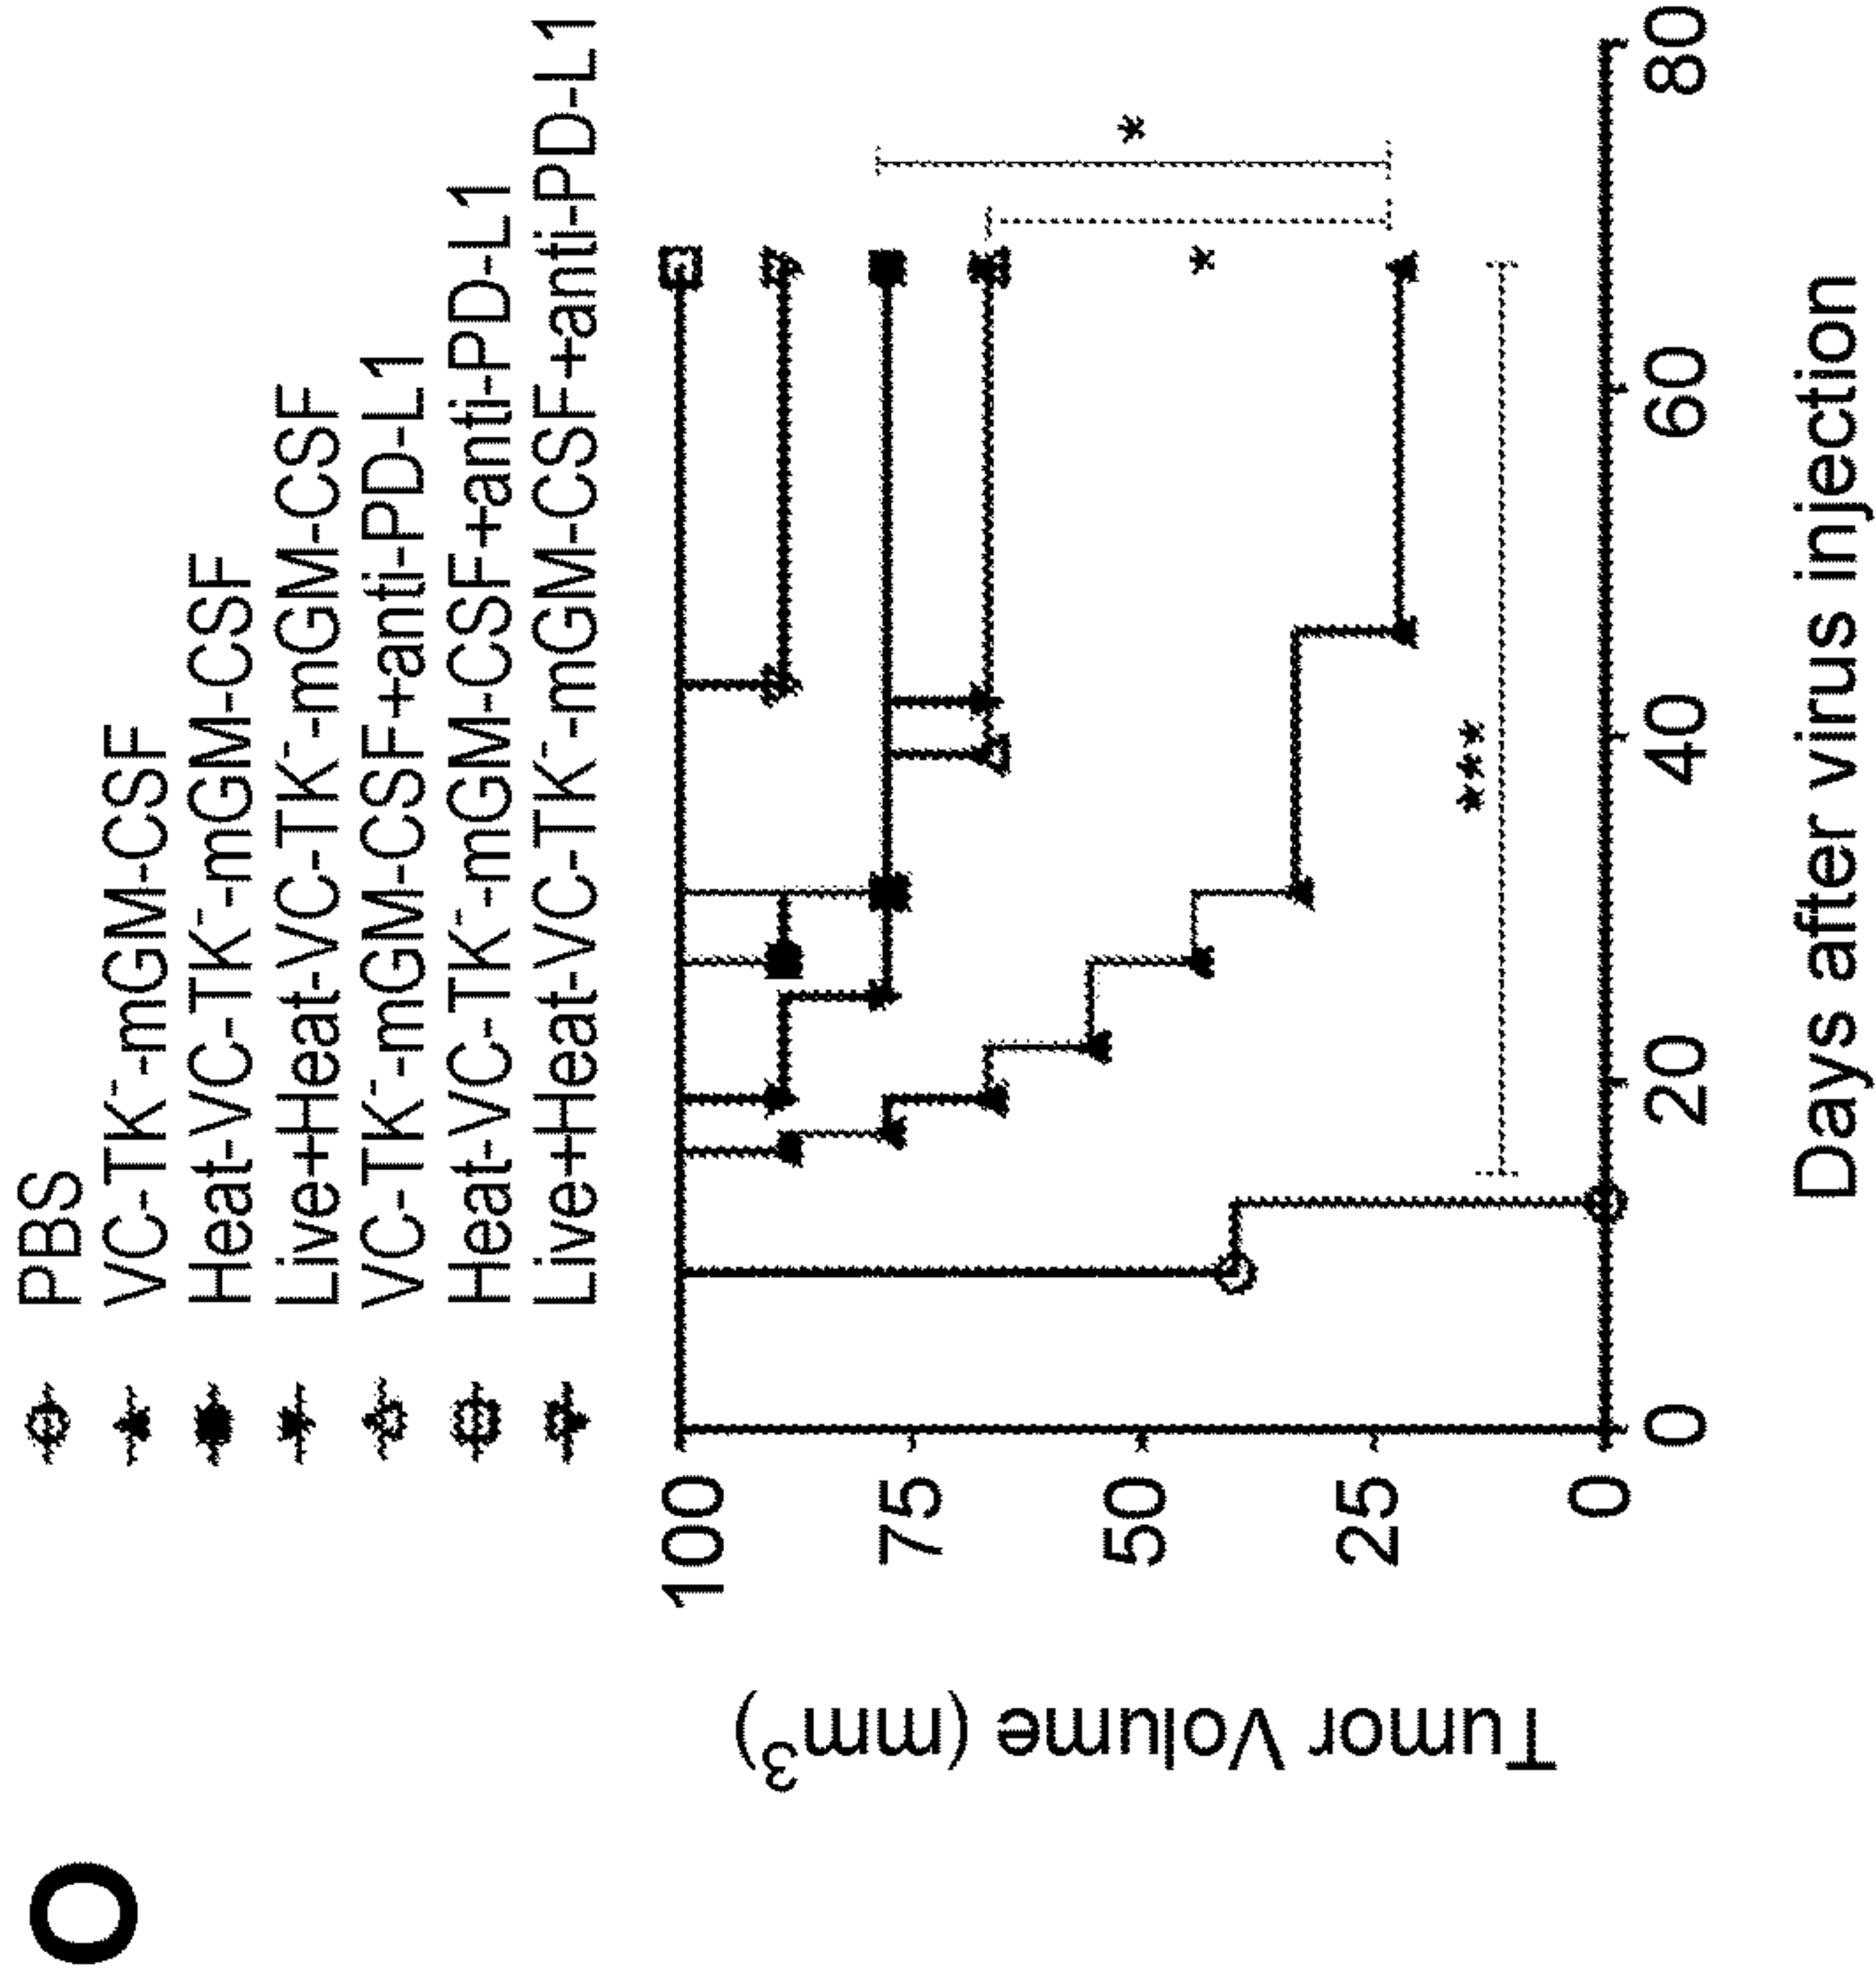 O
PBS
VC-TK⁻-mGM-CSF
Heat-VC-TK⁻-mGM-CSF
Live+Heat-VC-TK⁻-mGM-CSF
VC-TK⁻-mGM-CSF+anti-PD-L1
Heat-VC-TK⁻-mGM-CSF+anti-PD-L1
Live+Heat-VC-TK⁻-mGM-CSF+anti-PD-L1
Tumor Volume (mm³)
100
75
50
25
0
*
*
***
0 20 40 60 80
Days after virus injection